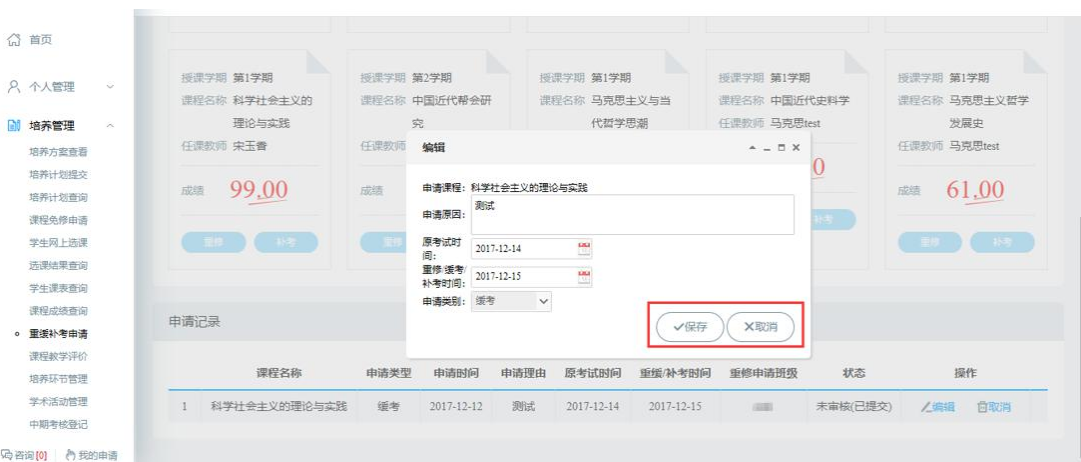 首页
个人管理
培养管理
培养方案查看
培养计划提交
培养计划查询
课程免修申请
学生网上选课
选课结果查询
学生课表查询
课程成绩查询
重缓补考申请
课程教学评价
培养环节管理
学术活动管理
中期考核登记
咨询[0] 我的申请
授课学期 第1学期
课程名称 科学社会主义的
理论与实践
任课教师 宋玉香
成绩 99.00
重修 补考
授课学期 第2学期
课程名称 中国近代帮会研
究
任课教师
成绩
重修
授课学期 第1学期
课程名称 马克思主义与当
代哲学思潮
授课学期 第1学期
课程名称 中国近代史料学
任课教师 马克思test
0
补考
授课学期 第1学期
课程名称 马克思主义哲学
发展史
任课教师 马克思test
成绩 61.00
重修 补考
编辑
申请课程: 科学社会主义的理论与实践
申请原因: 测试
原考试时
间: 2017-12-14
重修/缓考/
补考时间: 2017-12-15
申请类别: 缓考
保存 取消
申请记录
课程名称 申请类型 申请时间 申请理由 原考试时间 重缓/补考时间 重修申请班级 状态 操作
1 科学社会主义的理论与实践 缓考 2017-12-12 测试 2017-12-14 2017-12-15 未审核(已提交) 编辑 取消